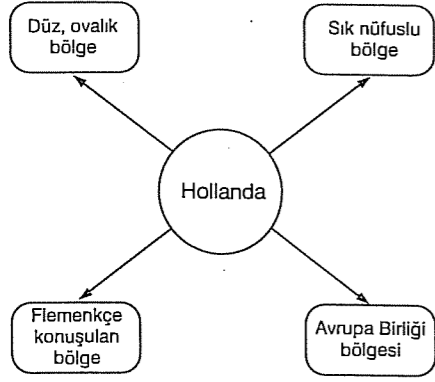 Düz, ovalık
bölge
Sık nüfuslu
bölge
Hollanda
Flemenkçe
konuşulan
bölge
Avrupa Birliği
bölgesi